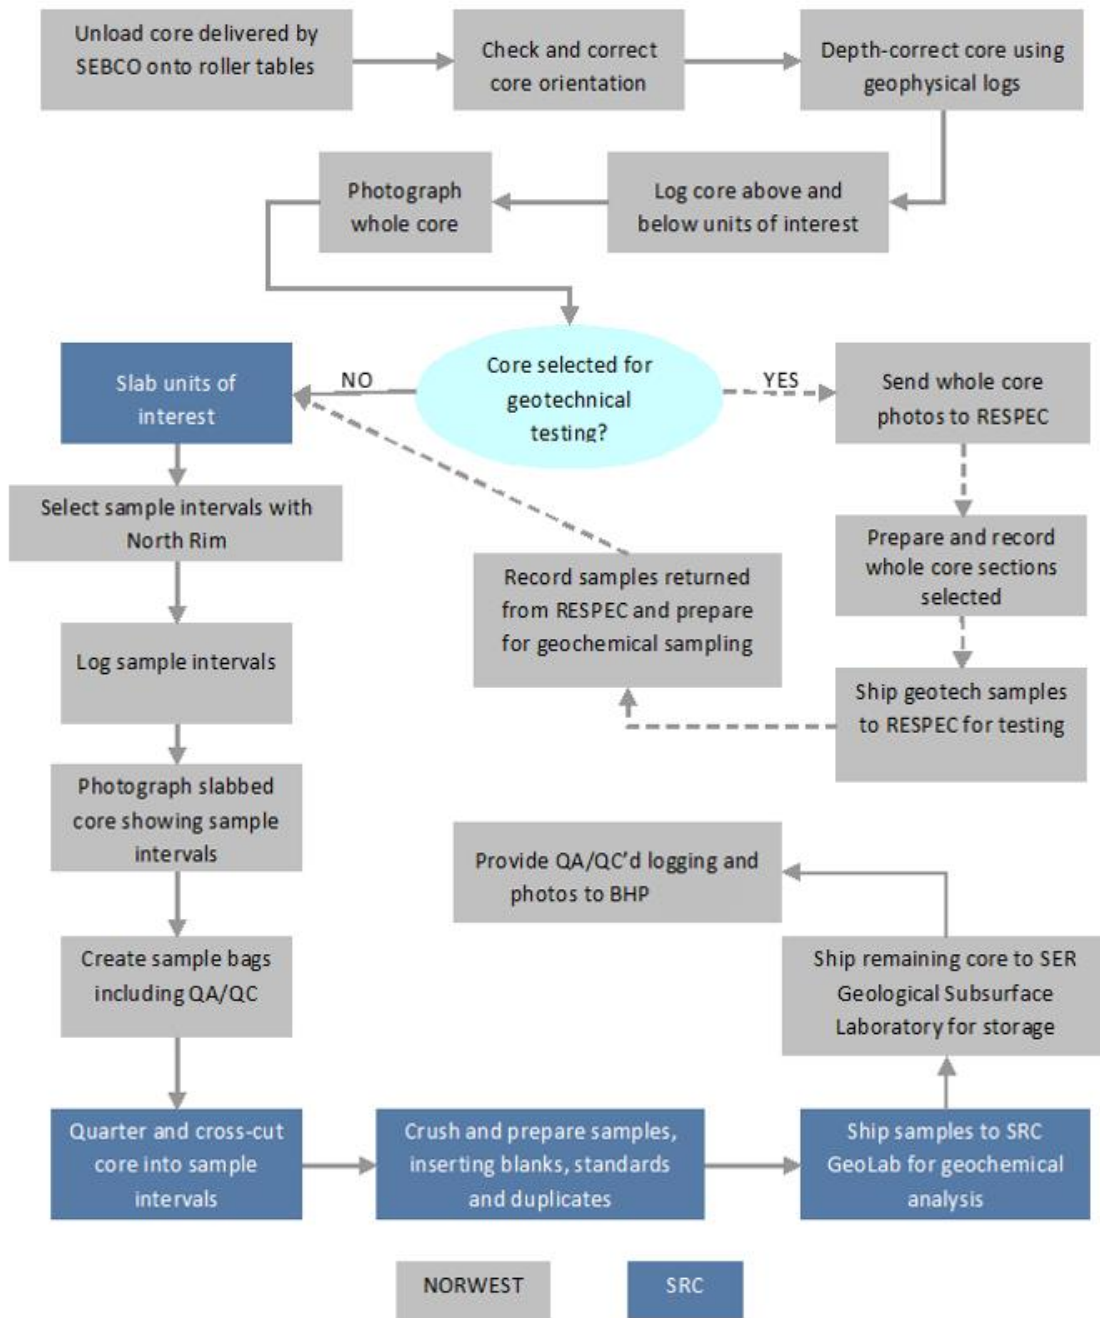 Unload core delivered by
SEBCO onto roller tables
Check and correct
core orientation
Depth-correct core using
geophysical logs
Log core above and
below units of interest
Photograph
whole core
Core selected for
geotechnical
testing?
NO
YES
Slab units of
interest
Send whole core
photos to RESPEC
Prepare and record
whole core sections
selected
Ship geotech samples
to RESPEC for testing
Record samples returned
from RESPEC and prepare
for geochemical sampling
Select sample intervals with
North Rim
Log sample intervals
Photograph slabbed
core showing sample
intervals
Create sample bags
including QA/QC
Quarter and cross-cut
core into sample
intervals
Crush and prepare samples,
inserting blanks, standards
and duplicates
Ship samples to SRC
GeoLab for geochemical
analysis
Ship remaining core to SER
Geological Subsurface
Laboratory for storage
Provide QA/QC’d logging and
photos to BHP
NORWEST
SRC